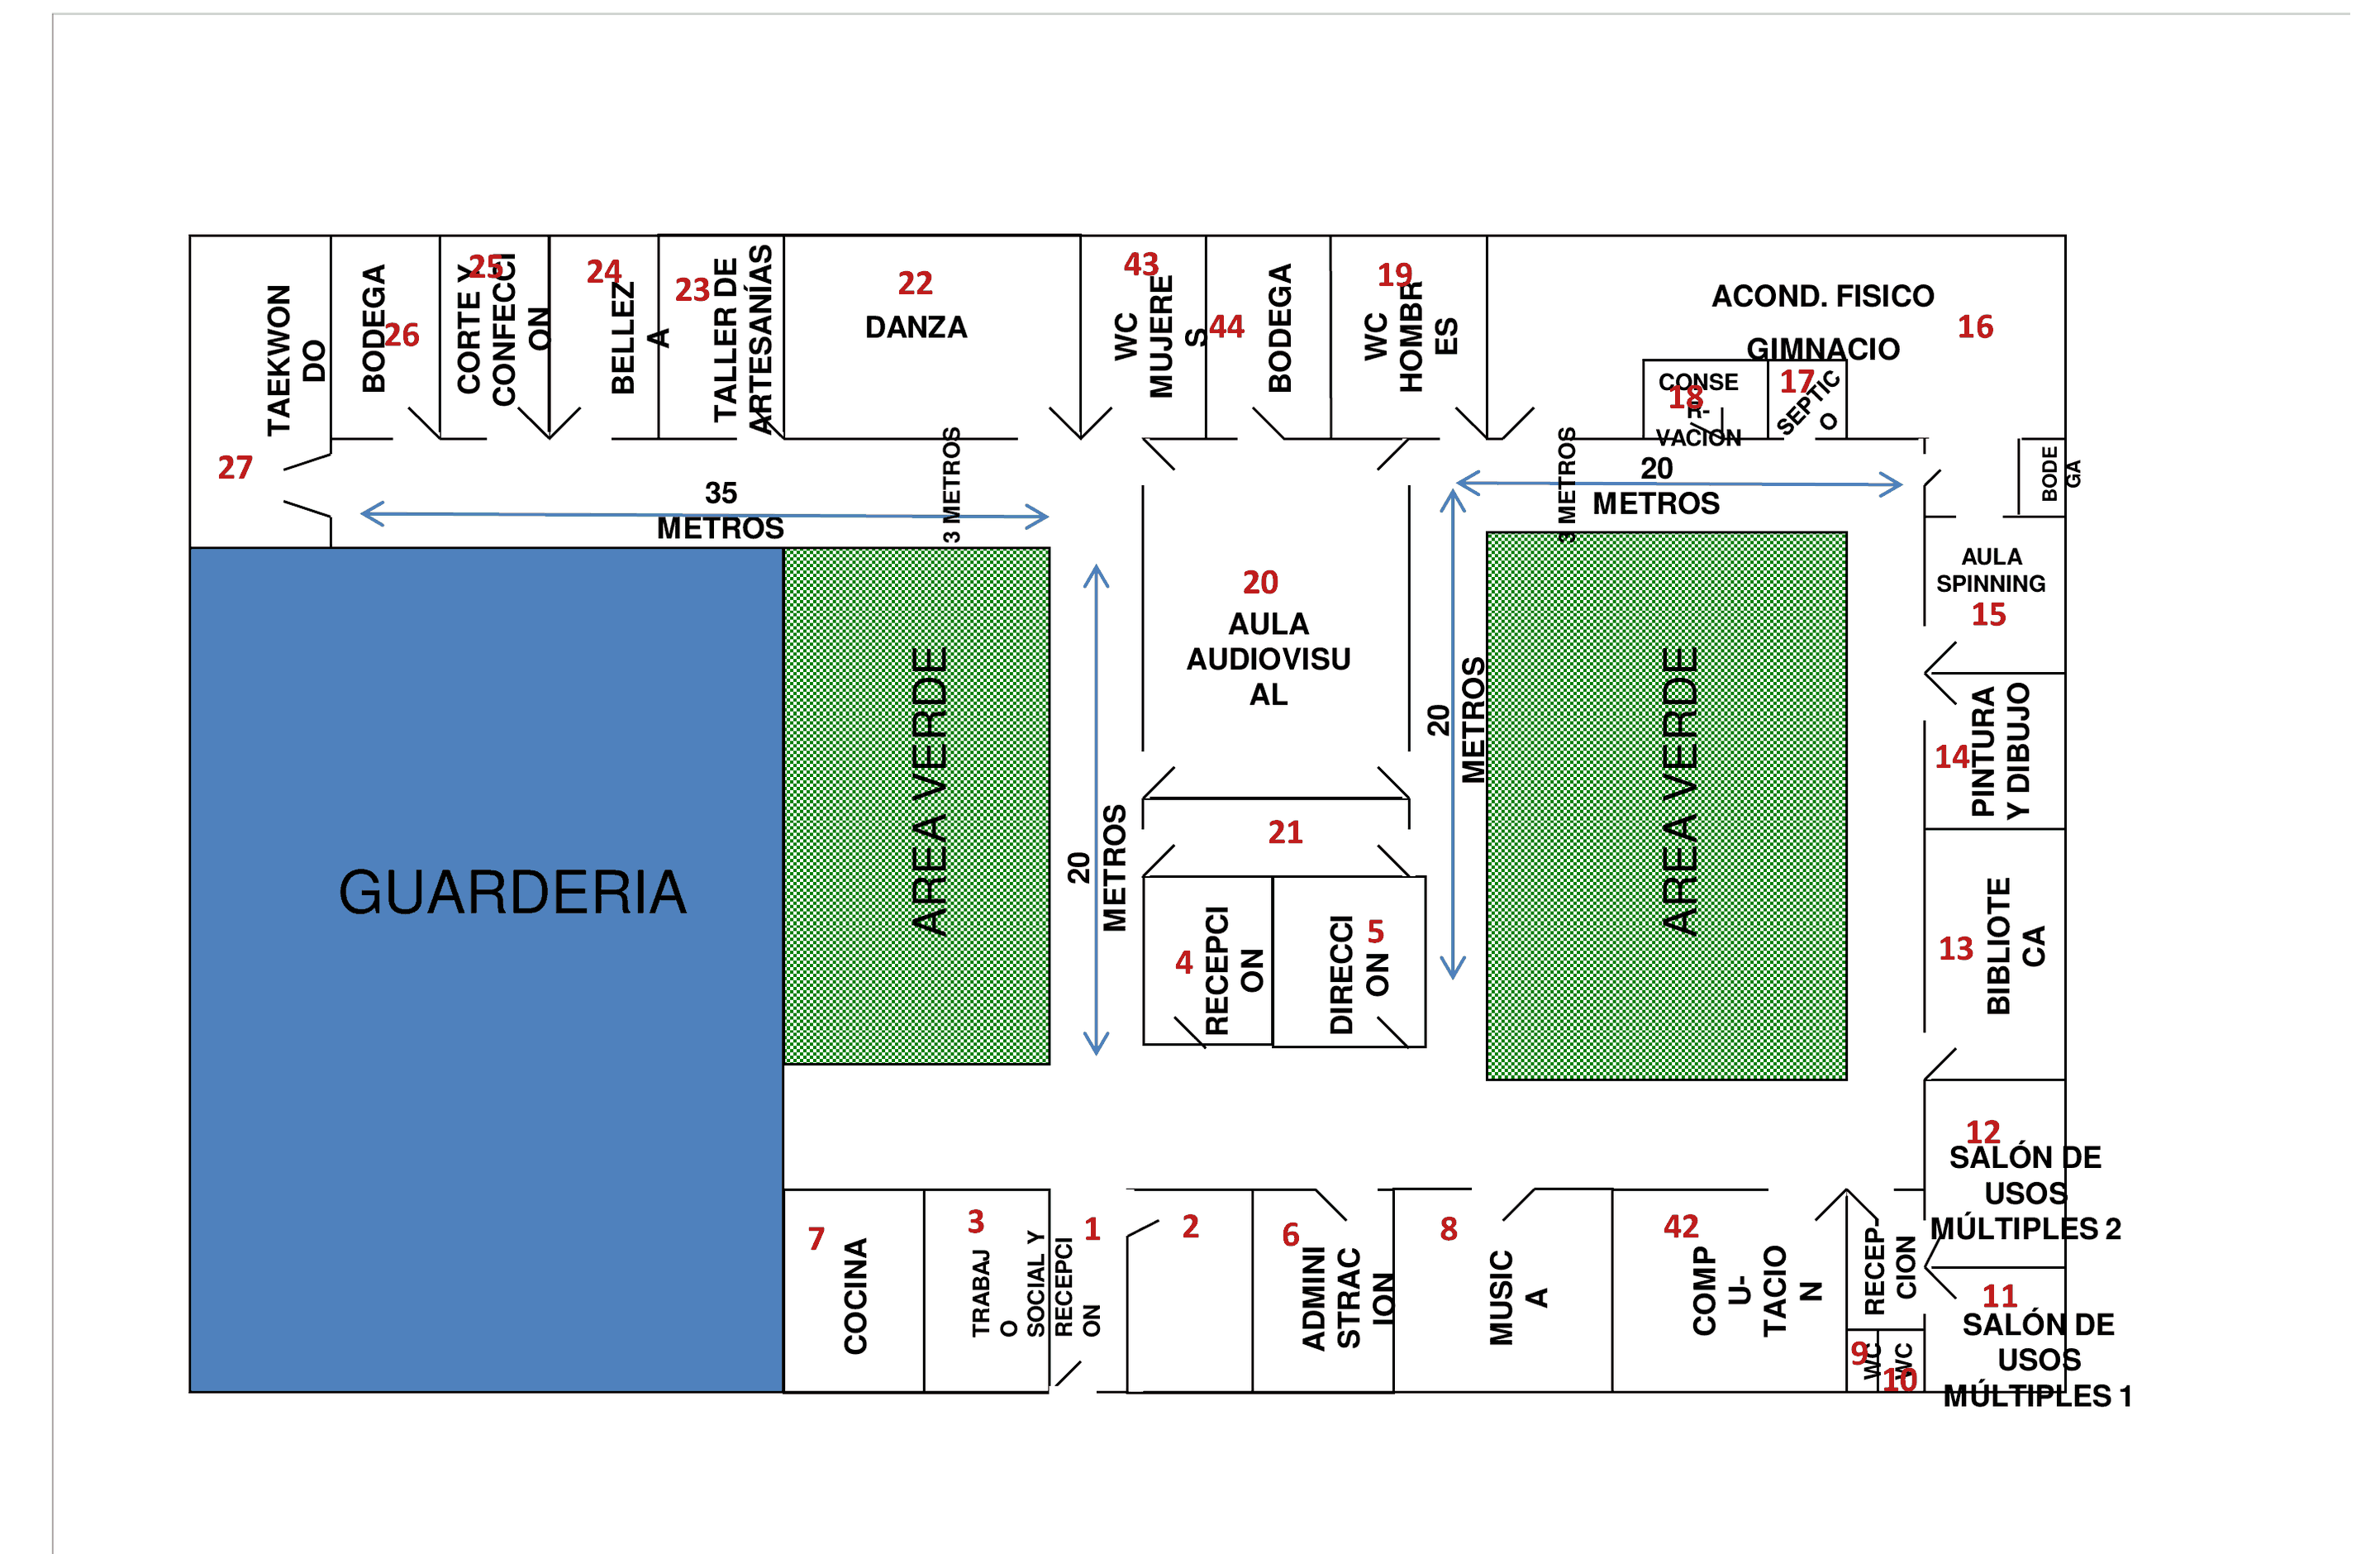 TAEKWON
DO
27
BODEGA
26
CORTE Y
CONFECCI
ON
25
24
BELLEZ
A
23
TALLER DE
ARTESANÍAS
22
DANZA
43
WC
MUJERE
S
44
BODEGA
19
WC
HOMBR
ES
ACOND. FISICO
GIMNACIO
16
CONSE
R-
VACION
18
17
SEPTIC
O
BODE
GA
35
METROS
3 METROS
3 METROS
20
METROS
AULA
SPINNING
15
GUARDERIA
AREA VERDE
20
METROS
20
AULA
AUDIOVISU
AL
20
METROS
AREA VERDE
14
PINTURA
Y DIBUJO
21
4
RECEPCI
ON
5
DIRECCI
ON
13
BIBLIOTE
CA
12
SALÓN DE
USOS
MÚLTIPLES 2
7
COCINA
3
TRABAJ
O
SOCIAL Y
RECEPCI
ON
1
2
6
ADMINI
STRAC
ION
8
MUSIC
A
42
COMP
U-
TACIO
N
RECEP-
CION
9
WC
WC
10
11
SALÓN DE
USOS
MÚLTIPLES 1